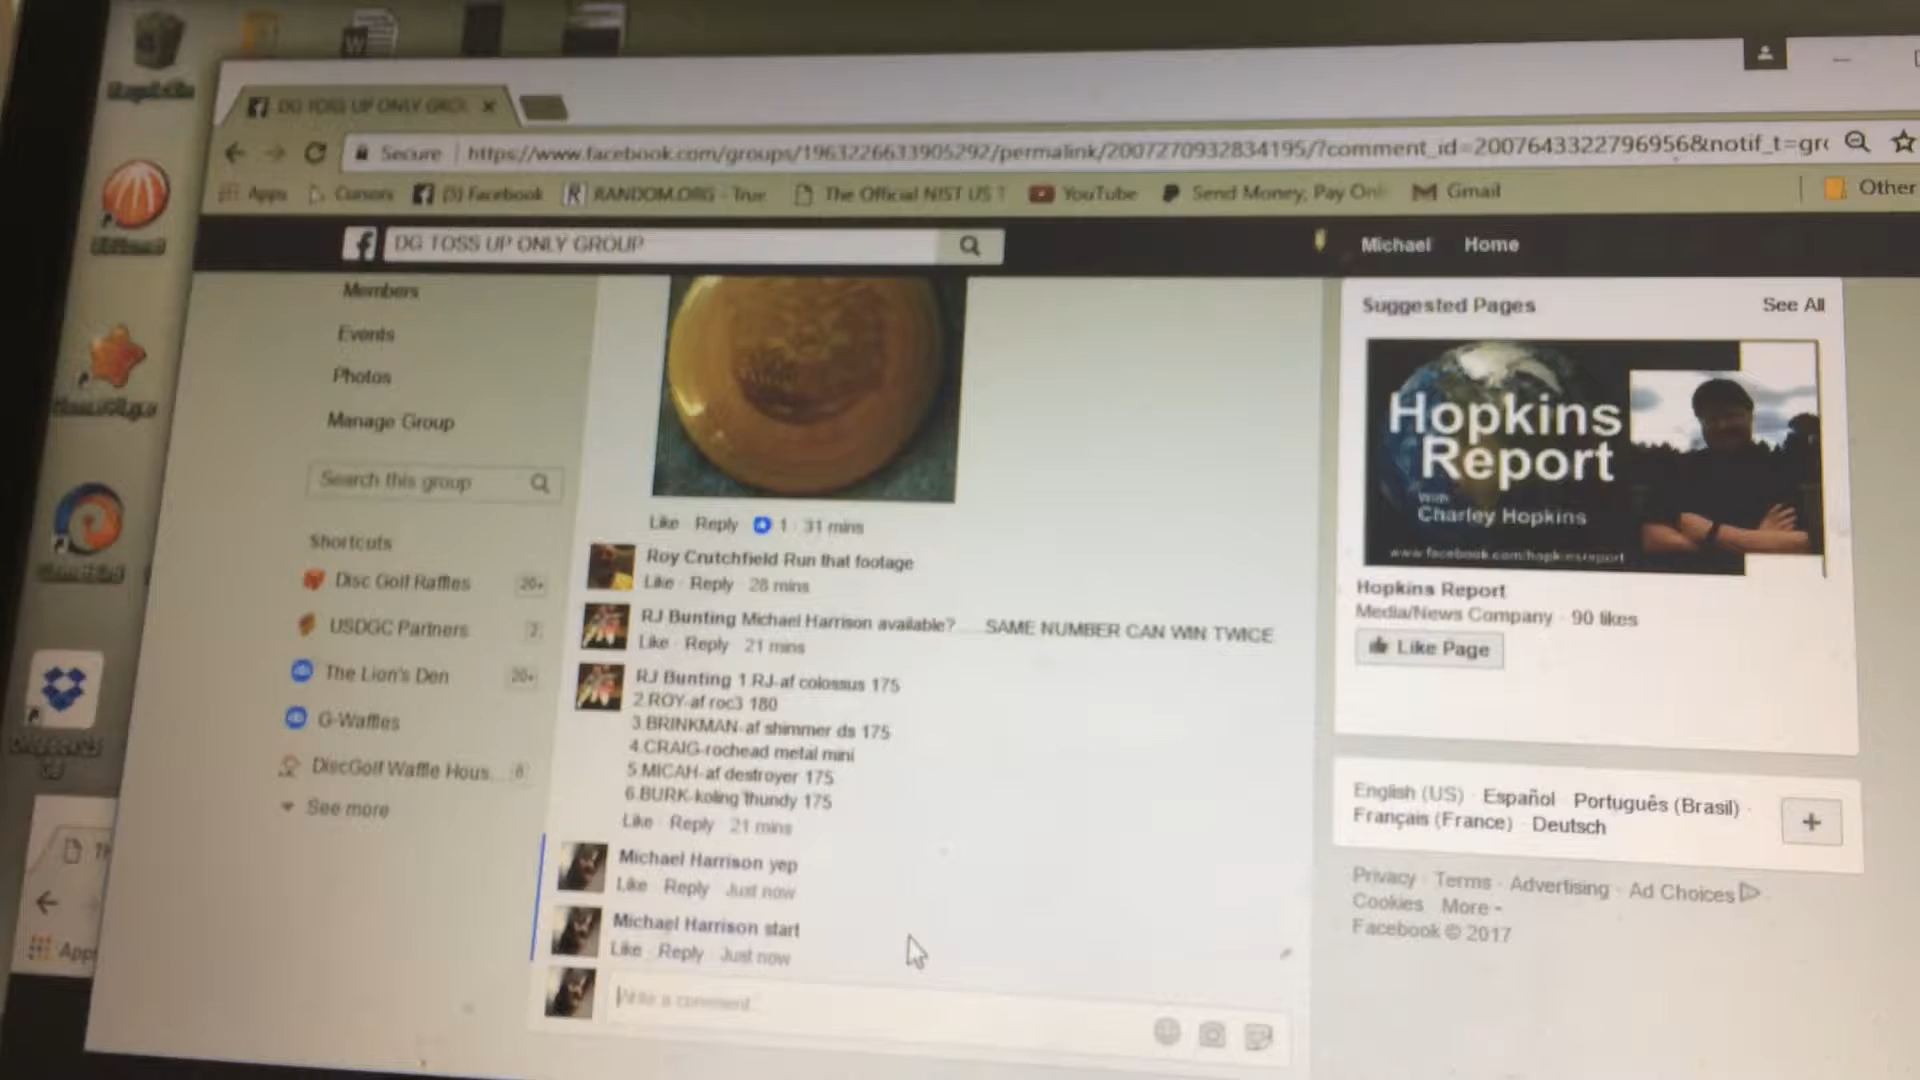 DG TOSS UP ONLY GROU
Secure
https://www.facebook.com/groups/1963226633905292/permalink/2007270932834195/?comment_id=2007643322796956&notif_t=gr
Apps
Cursors
(5) Facebook
RANDOM.ORG - True
The Official NIST US T
YouTube
Send Money, Pay Onl
Gmail
Other
DG TOSS UP ONLY GROUP
Michael
Home
Members
Events
Photos
Manage Group
Search this group
Shortcuts
Disc Golf Raffles 20+
USDGC Partners 2
The Lion's Den 20+
G-Waffles
DiscGolf Waffle Hous... 6
See more
Like · Reply · 1 · 31 mins
Roy Crutchfield Run that footage
Like · Reply · 28 mins
RJ Bunting Michael Harrison available?..... SAME NUMBER CAN WIN TWICE
Like · Reply · 21 mins
RJ Bunting 1.RJ-af colossus 175
2.ROY-af roc3 180
3.BRINKMAN-af shimmer ds 175
4.CRAIG-rochead metal mini
5.MICAH-af destroyer 175
6.BURK-koling thundy 175
Like · Reply · 21 mins
Michael Harrison yep
Like · Reply · Just now
Michael Harrison start
Like · Reply · Just now
Write a comment...
Suggested Pages
See All
Hopkins
Report
With
Charley Hopkins
www.facebook.com/hopkinsreport
Hopkins Report
Media/News Company · 90 likes
Like Page
English (US) · Español · Português (Brasil) ·
Français (France) · Deutsch
Privacy · Terms · Advertising · Ad Choices
Cookies · More
Facebook © 2017
App